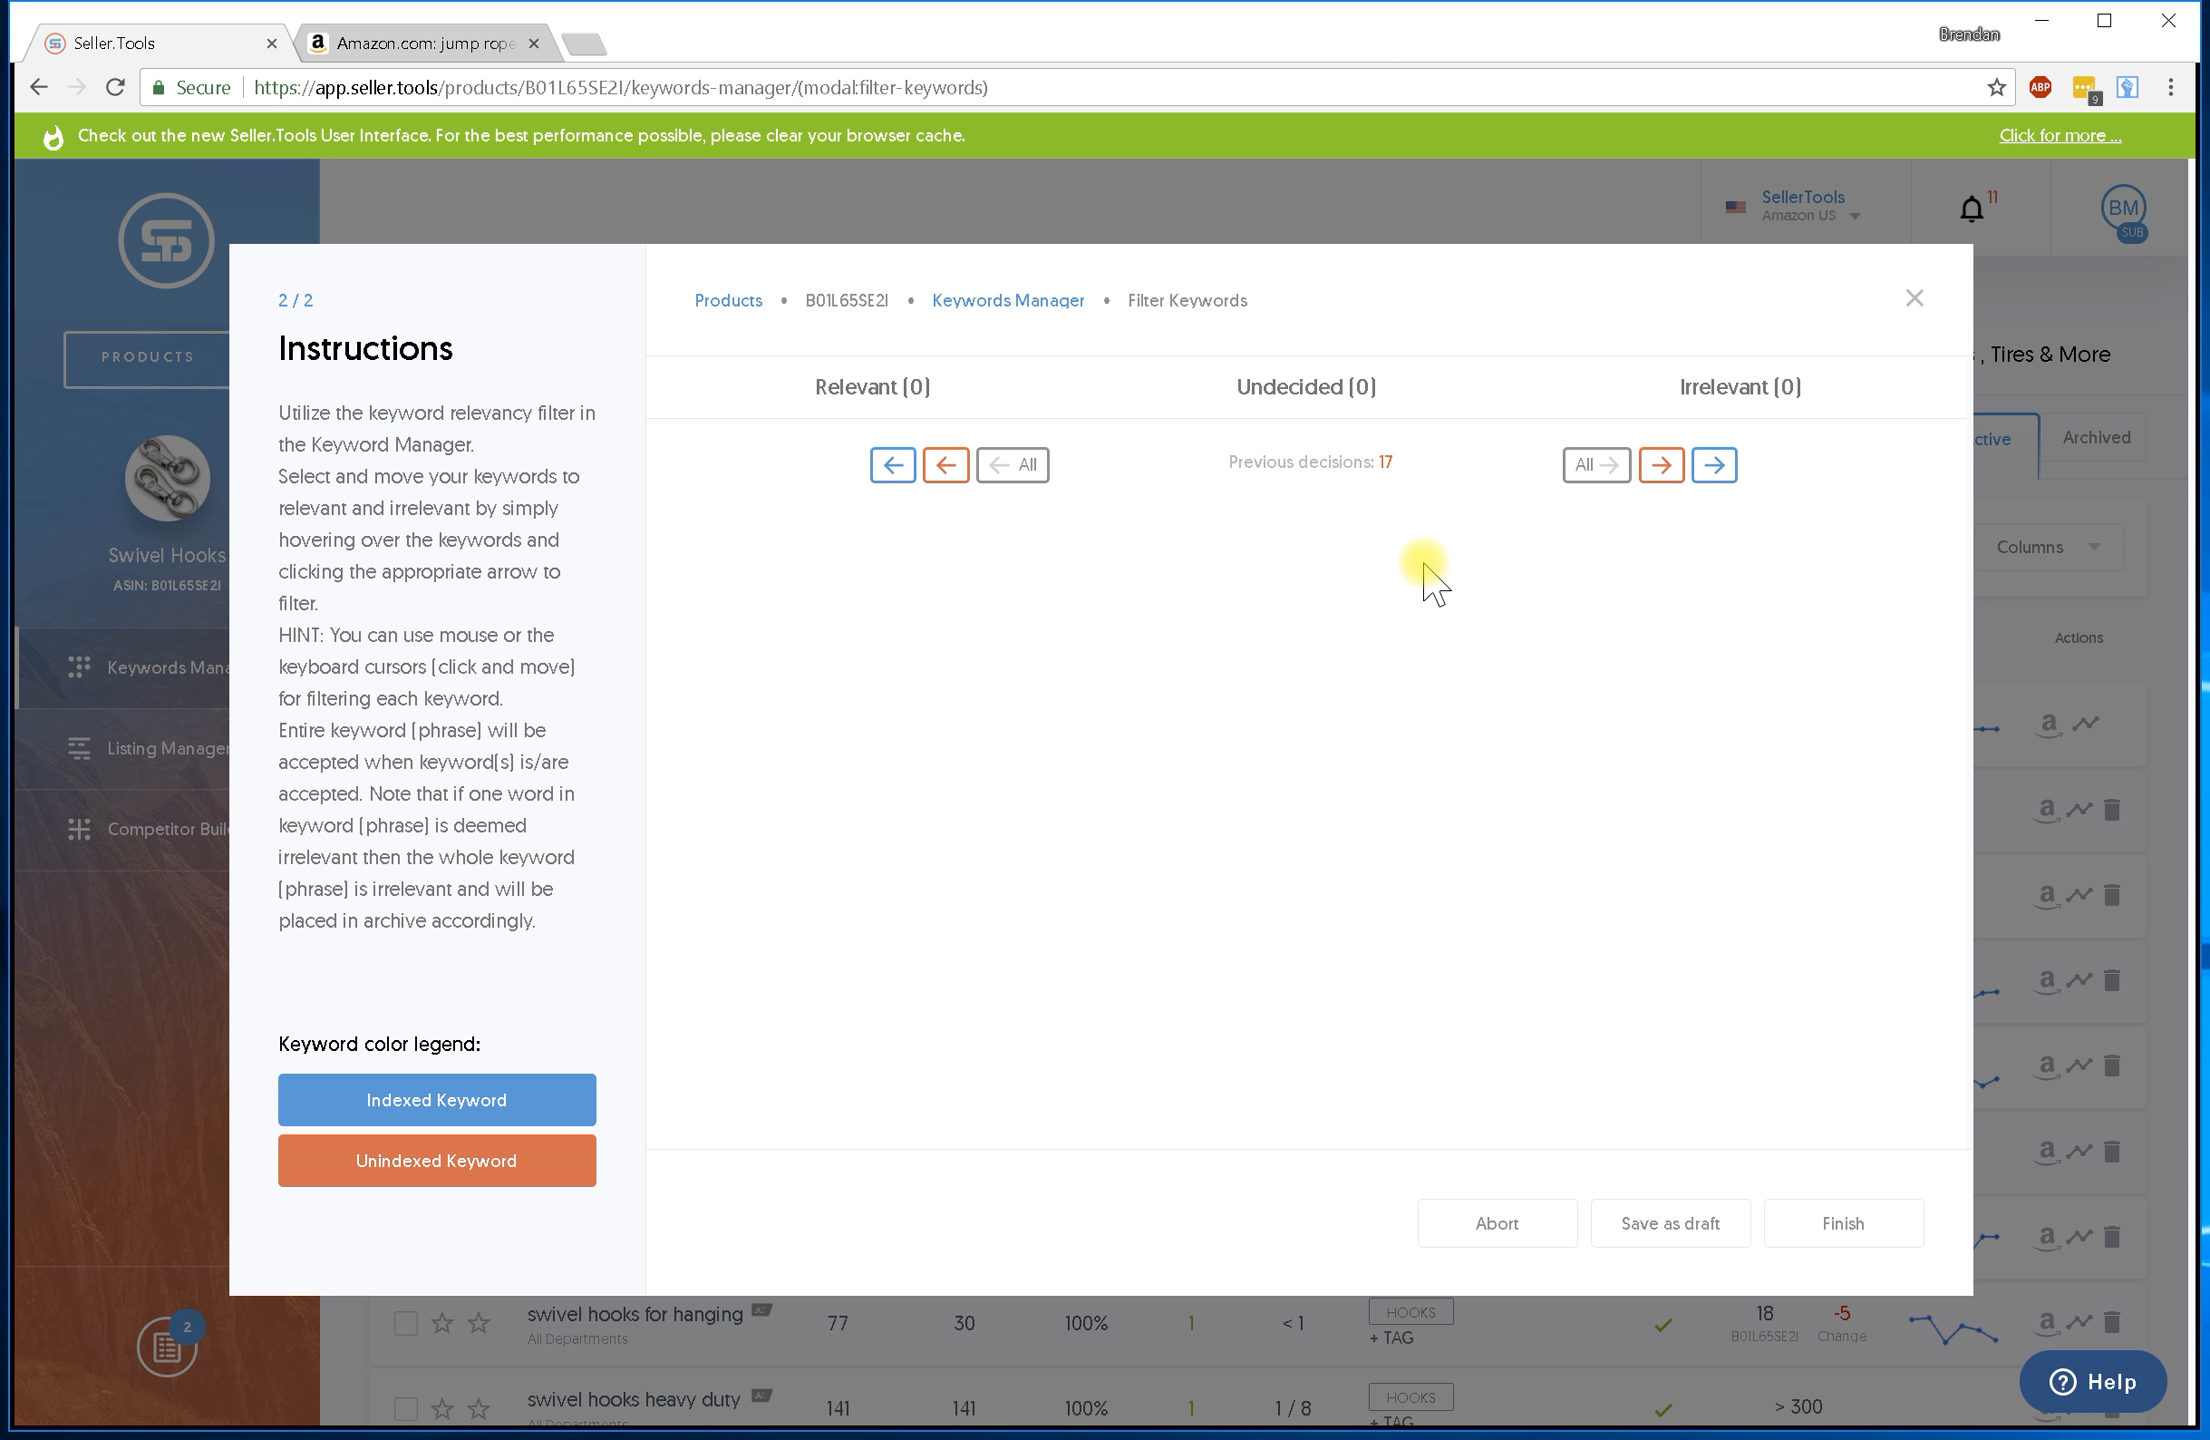 Seller.Tools
Amazon.com: jump rope
Brendan
Secure
https://app.seller.tools/products/B01L65SE2I/keywords-manager/(modal:filter-keywords)
ABP
9
Check out the new Seller.Tools User Interface. For the best performance possible, please clear your browser cache.
Click for more ...
SellerTools
Amazon US
11
BM
SUB
PRODUCTS
Swivel Hooks
ASIN: B01L65SE2I
Keywords Mana
Listing Manager
Competitor Buil
2
2 / 2
Instructions
Utilize the keyword relevancy filter in
the Keyword Manager.
Select and move your keywords to
relevant and irrelevant by simply
hovering over the keywords and
clicking the appropriate arrow to
filter.
HINT: You can use mouse or the
keyboard cursors (click and move)
for filtering each keyword.
Entire keyword (phrase) will be
accepted when keyword(s) is/are
accepted. Note that if one word in
keyword (phrase) is deemed
irrelevant then the whole keyword
(phrase) is irrelevant and will be
placed in archive accordingly.
Keyword color legend:
Indexed Keyword
Unindexed Keyword
Products • B01L65SE2I • Keywords Manager • Filter Keywords
Relevant (0)
Undecided (0)
Irrelevant (0)
All
Previous decisions: 17
All
Abort
Save as draft
Finish
, Tires & More
ctive
Archived
Columns
Actions
swivel hooks for hanging
All Departments
77
30
100%
1
< 1
HOOKS
+ TAG
18
B01L65SE2I
-5
Change
swivel hooks heavy duty
All Departments
141
141
100%
1
1 / 8
HOOKS
+ TAG
> 300
Help